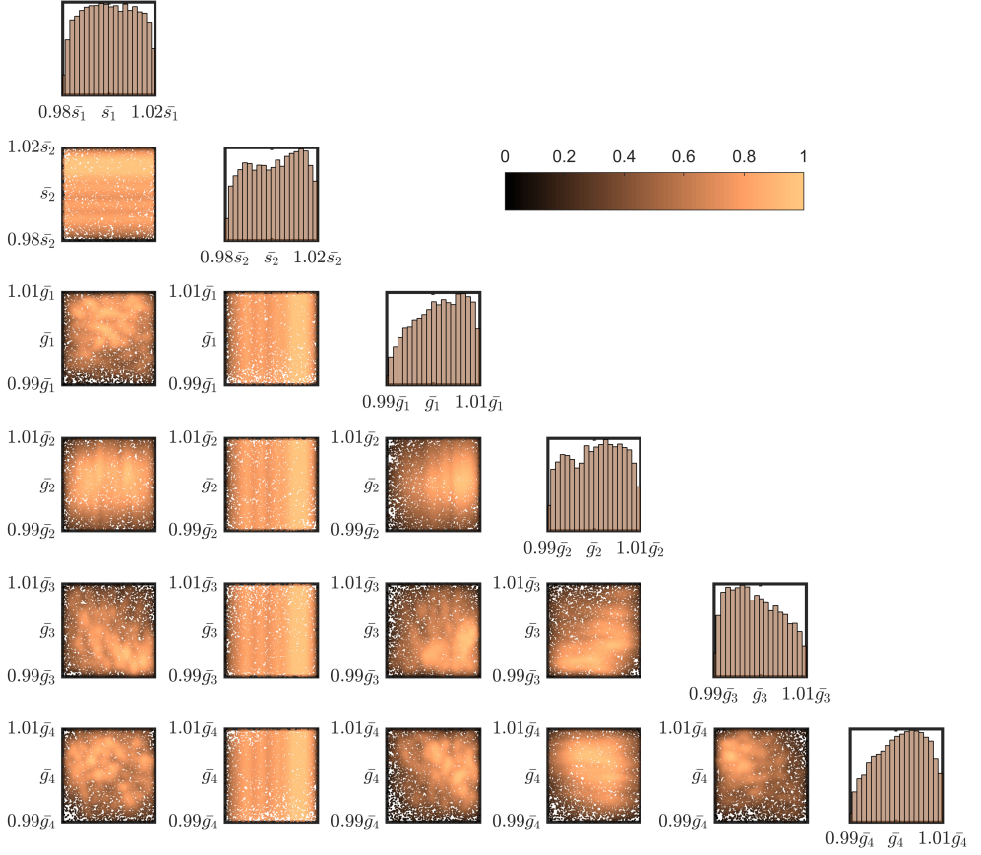 0.98s̄₁ s̄₁ 1.02s̄₁
1.02s̄₂
s̄₂
0.98s̄₂
0 0.2 0.4 0.6 0.8 1
0.98s̄₂ s̄₂ 1.02s̄₂
1.01ḡ₁ 1.01ḡ₁
ḡ₁ ḡ₁
0.99ḡ₁ 0.99ḡ₁
0.99ḡ₁ ḡ₁ 1.01ḡ₁
1.01ḡ₂ 1.01ḡ₂ 1.01ḡ₂
ḡ₂ ḡ₂ ḡ₂
0.99ḡ₂ 0.99ḡ₂ 0.99ḡ₂
0.99ḡ₂ ḡ₂ 1.01ḡ₂
1.01ḡ₃ 1.01ḡ₃ 1.01ḡ₃ 1.01ḡ₃
ḡ₃ ḡ₃ ḡ₃ ḡ₃
0.99ḡ₃ 0.99ḡ₃ 0.99ḡ₃ 0.99ḡ₃
0.99ḡ₃ ḡ₃ 1.01ḡ₃
1.01ḡ₄ 1.01ḡ₄ 1.01ḡ₄ 1.01ḡ₄ 1.01ḡ₄
ḡ₄ ḡ₄ ḡ₄ ḡ₄ ḡ₄
0.99ḡ₄ 0.99ḡ₄ 0.99ḡ₄ 0.99ḡ₄ 0.99ḡ₄
0.99ḡ₄ ḡ₄ 1.01ḡ₄